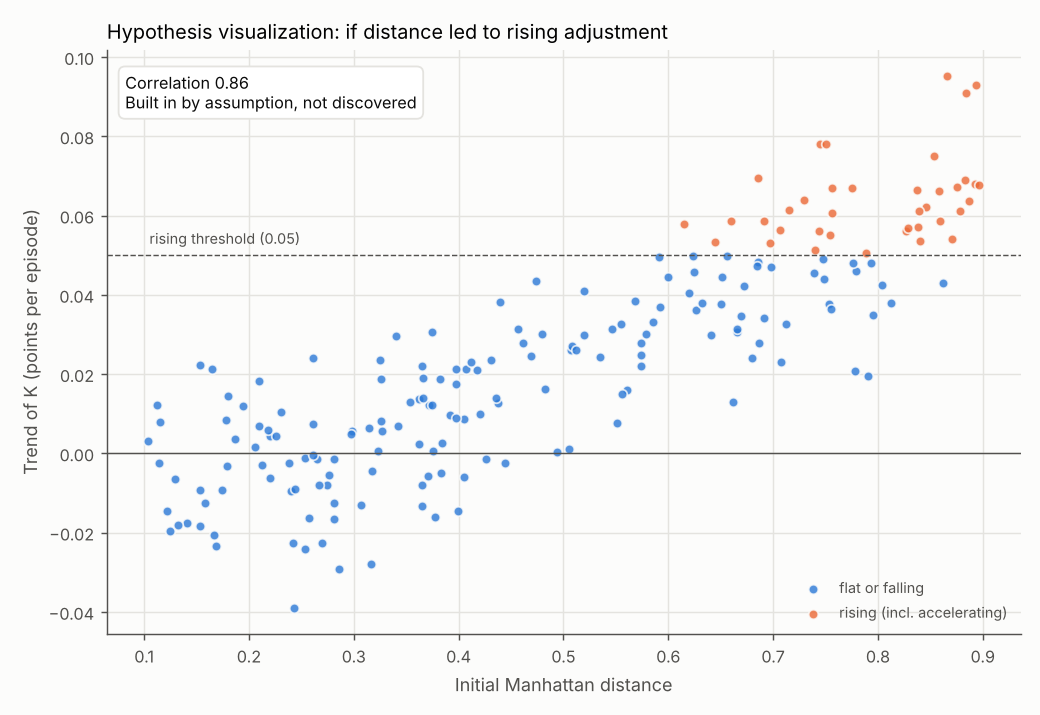 Hypothesis visualization: if distance led to rising adjustment
Correlation 0.86
Built in by assumption, not discovered
rising threshold (0.05)
Trend of K (points per episode)
0.10
0.08
0.06
0.04
0.02
0.00
−0.02
−0.04
flat or falling
rising (incl. accelerating)
0.1 0.2 0.3 0.4 0.5 0.6 0.7 0.8 0.9
Initial Manhattan distance